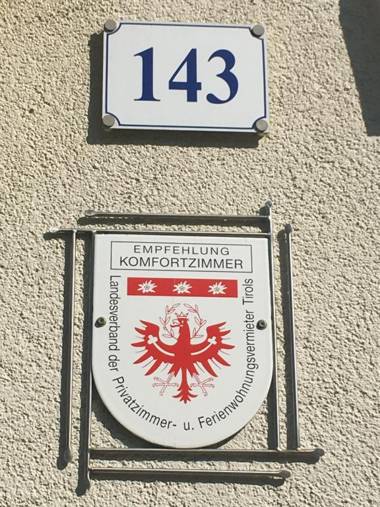 143
EMPFEHLUNG
KOMFORTZIMMER
Landesverband der Privatzimmer- u. Ferienwohnungsvermieter Tirols